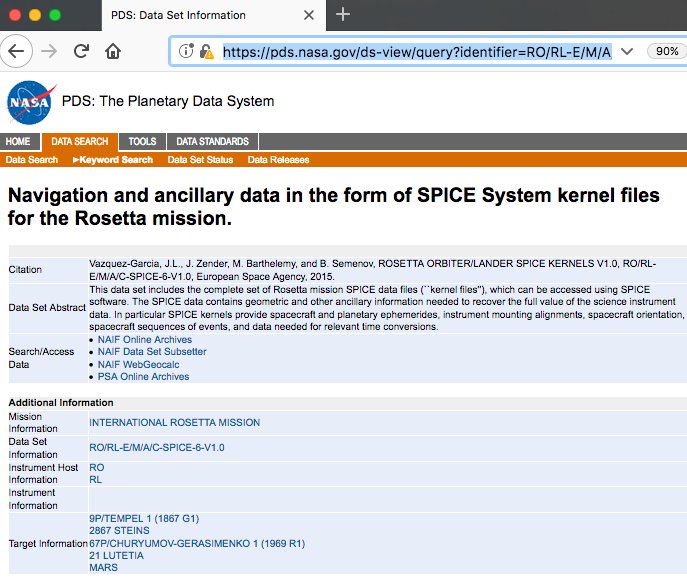 PDS: Data Set Information
https://pds.nasa.gov/ds-view/query?identifier=RO/RL-E/M/A
90%
NASA
PDS: The Planetary Data System
HOME DATA SEARCH TOOLS DATA STANDARDS
Data Search ►Keyword Search Data Set Status Data Releases
Navigation and ancillary data in the form of SPICE System kernel files
for the Rosetta mission.
Citation
Vazquez-Garcia, J.L., J. Zender, M. Barthelemy, and B. Semenov, ROSETTA ORBITER/LANDER SPICE KERNELS V1.0, RO/RL-
E/M/A/C-SPICE-6-V1.0, European Space Agency, 2015.
Data Set Abstract
This data set includes the complete set of Rosetta mission SPICE data files (``kernel files''), which can be accessed using SPICE
software. The SPICE data contains geometric and other ancillary information needed to recover the full value of the science instrument
data. In particular SPICE kernels provide spacecraft and planetary ephemerides, instrument mounting alignments, spacecraft orientation,
spacecraft sequences of events, and data needed for relevant time conversions.
Search/Access
Data
• NAIF Online Archives
• NAIF Data Set Subsetter
• NAIF WebGeocalc
• PSA Online Archives
Additional Information
Mission
Information
INTERNATIONAL ROSETTA MISSION
Data Set
Information
RO/RL-E/M/A/C-SPICE-6-V1.0
Instrument Host
Information
RO
RL
Instrument
Information
Target Information
9P/TEMPEL 1 (1867 G1)
2867 STEINS
67P/CHURYUMOV-GERASIMENKO 1 (1969 R1)
21 LUTETIA
MARS